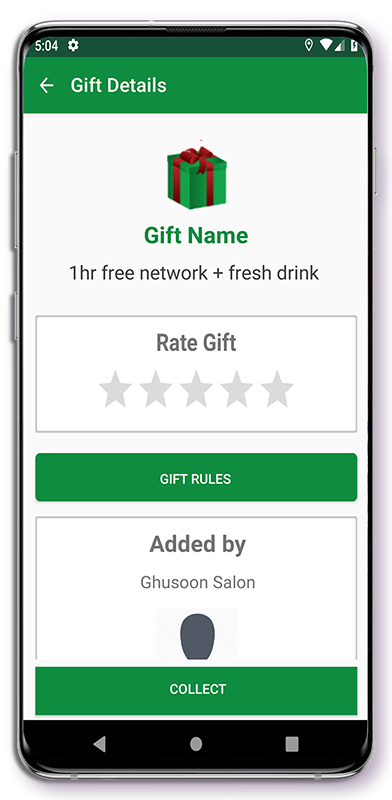 5:04
Gift Details
Gift Name
1hr free network + fresh drink
Rate Gift
GIFT RULES
Added by
Ghusoon Salon
COLLECT